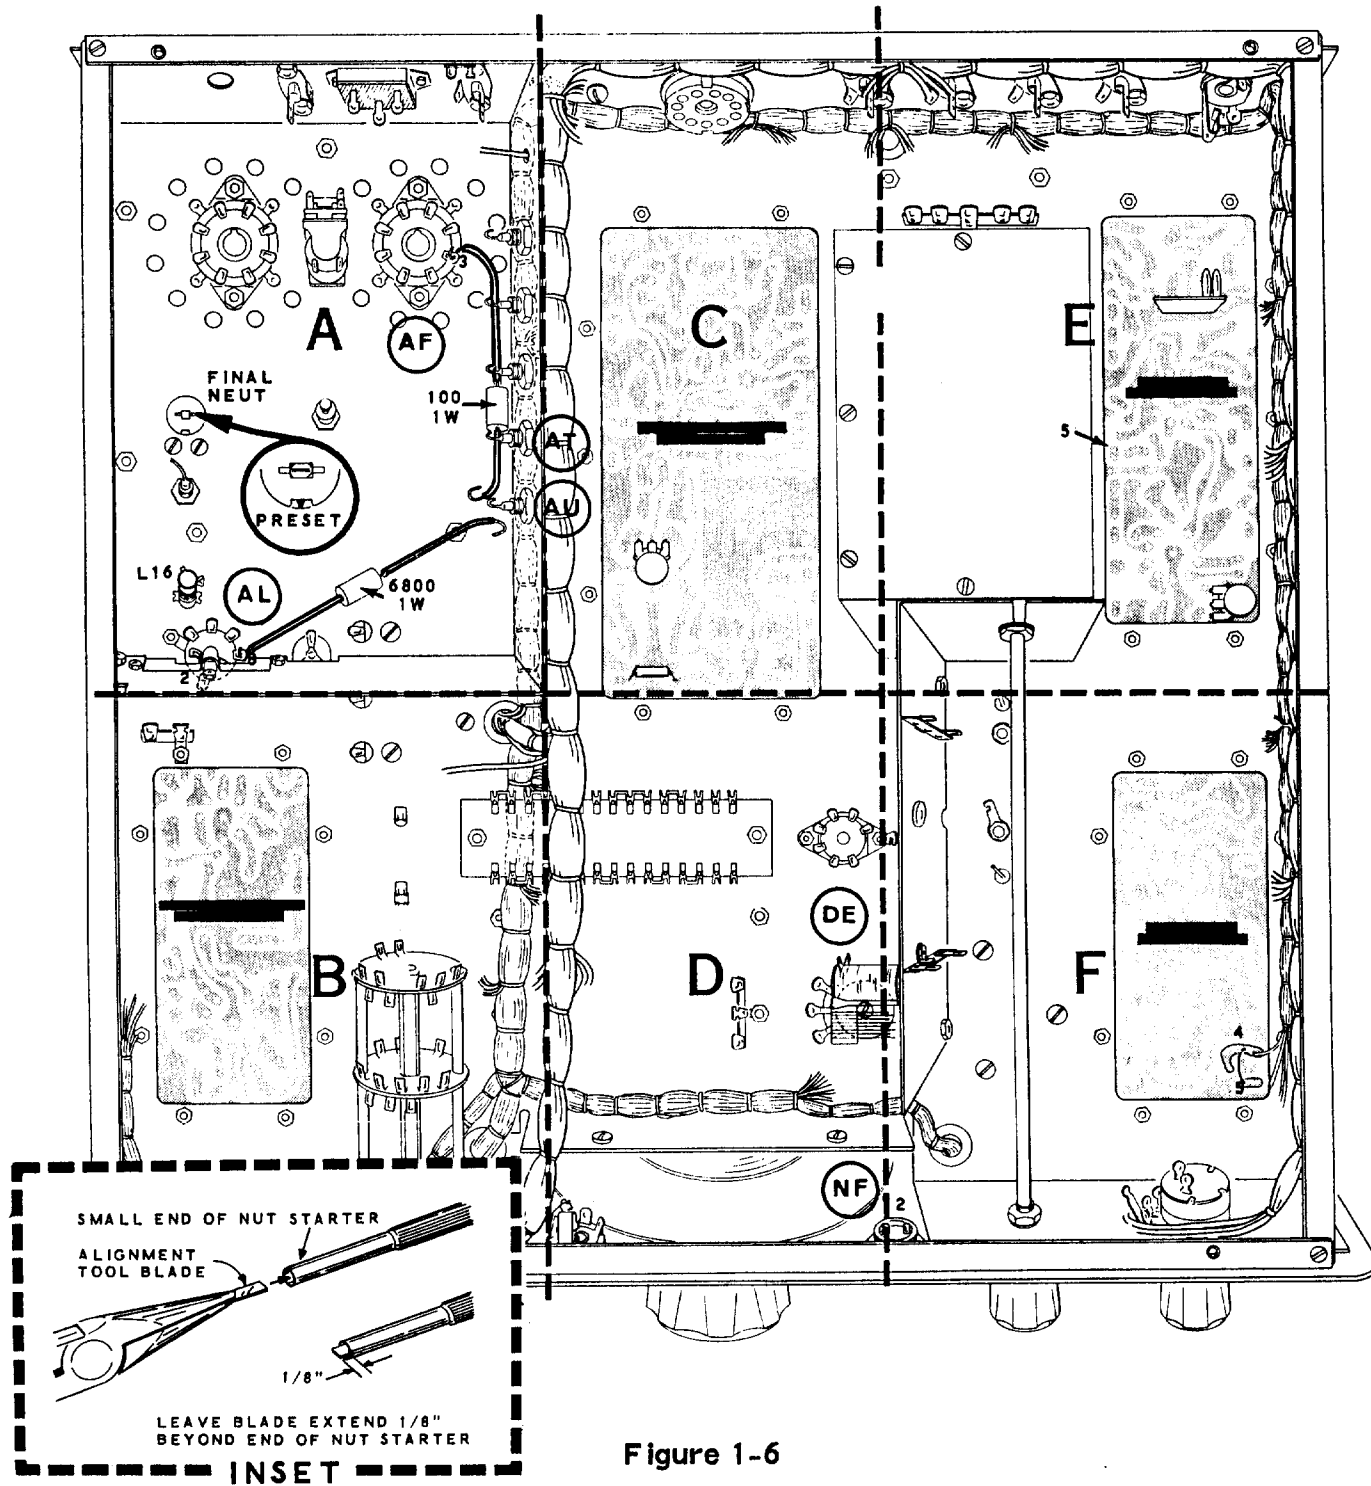 A
AF
3
C
E
FINAL
NEUT
100
1W
AT
5
PRESET
AU
L16
AL
6800
1W
8
2
DE
B
D
F
4
5
NF
2
SMALL END OF NUT STARTER
ALIGNMENT
TOOL BLADE
1/8"
LEAVE BLADE EXTEND 1/8"
BEYOND END OF NUT STARTER
INSET
Figure 1-6